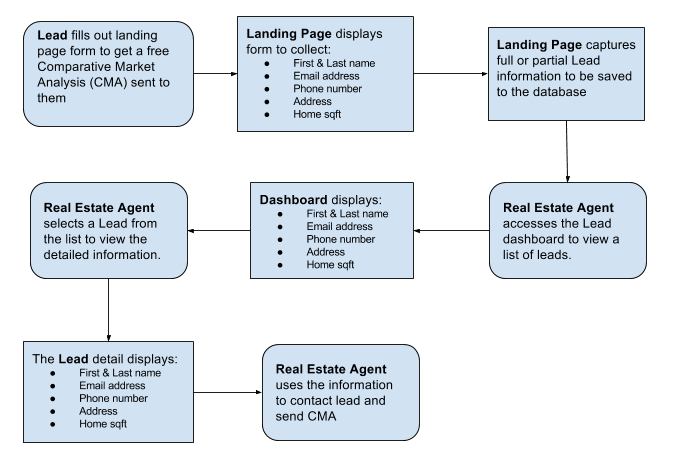 Lead fills out landing
page form to get a free
Comparative Market
Analysis (CMA) sent to
them
Landing Page displays
form to collect:
● First & Last name
● Email address
● Phone number
● Address
● Home sqft
Landing Page captures
full or partial Lead
information to be saved
to the database
Real Estate Agent
accesses the Lead
dashboard to view a
list of leads.
Dashboard displays:
● First & Last name
● Email address
● Phone number
● Address
● Home sqft
Real Estate Agent
selects a Lead from
the list to view the
detailed information.
The Lead detail displays:
● First & Last name
● Email address
● Phone number
● Address
● Home sqft
Real Estate Agent
uses the information
to contact lead and
send CMA